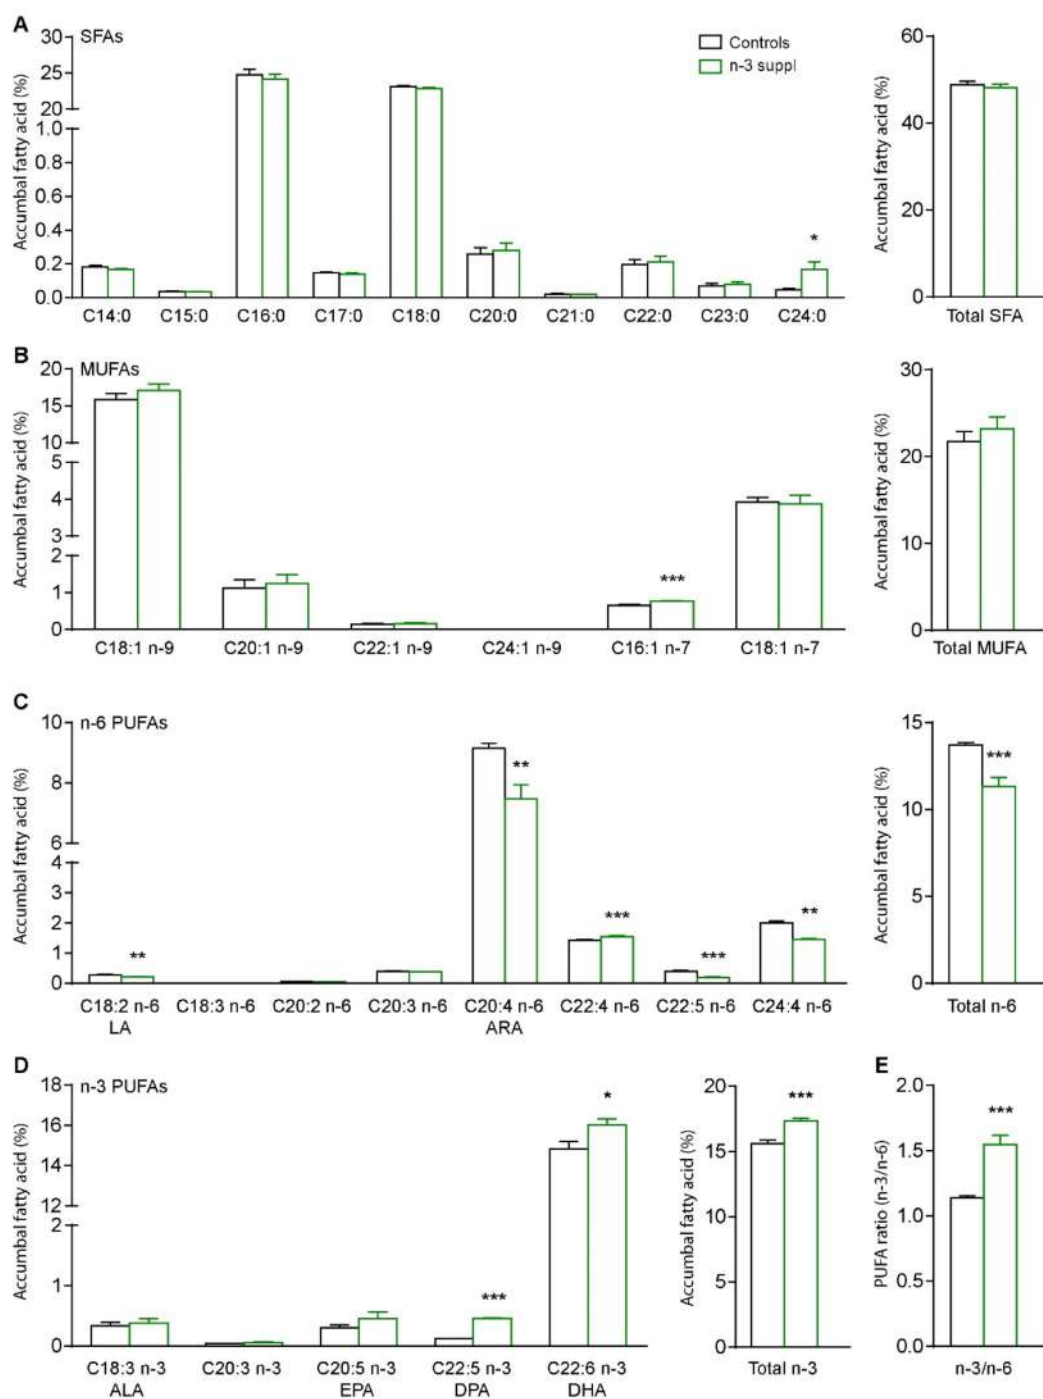 A
SFAs
Controls
n-3 suppl
Accumbal fatty acid (%)
30
25
20
1.0
0.8
0.6
0.4
0.2
0.0
*
C14:0 C15:0 C16:0 C17:0 C18:0 C20:0 C21:0 C22:0 C23:0 C24:0
Accumbal fatty acid (%)
60
40
20
0
Total SFA
B
MUFAs
Accumbal fatty acid (%)
20
15
10
5
4
3
2
1
0
***
C18:1 n-9 C20:1 n-9 C22:1 n-9 C24:1 n-9 C16:1 n-7 C18:1 n-7
Accumbal fatty acid (%)
30
20
10
0
Total MUFA
C
n-6 PUFAs
Accumbal fatty acid (%)
10
8
6
4
3
2
1
0
** ** *** *** **
C18:2 n-6 C18:3 n-6 C20:2 n-6 C20:3 n-6 C20:4 n-6 C22:4 n-6 C22:5 n-6 C24:4 n-6
LA ARA
Accumbal fatty acid (%)
15
10
5
0
***
Total n-6
D
n-3 PUFAs
Accumbal fatty acid (%)
18
16
14
12
2
1
0
*** *
C18:3 n-3 C20:3 n-3 C20:5 n-3 C22:5 n-3 C22:6 n-3
ALA EPA DPA DHA
Accumbal fatty acid (%)
20
15
10
5
0
***
Total n-3
E
PUFA ratio (n-3/n-6)
2.0
1.5
1.0
0.5
0.0
***
n-3/n-6